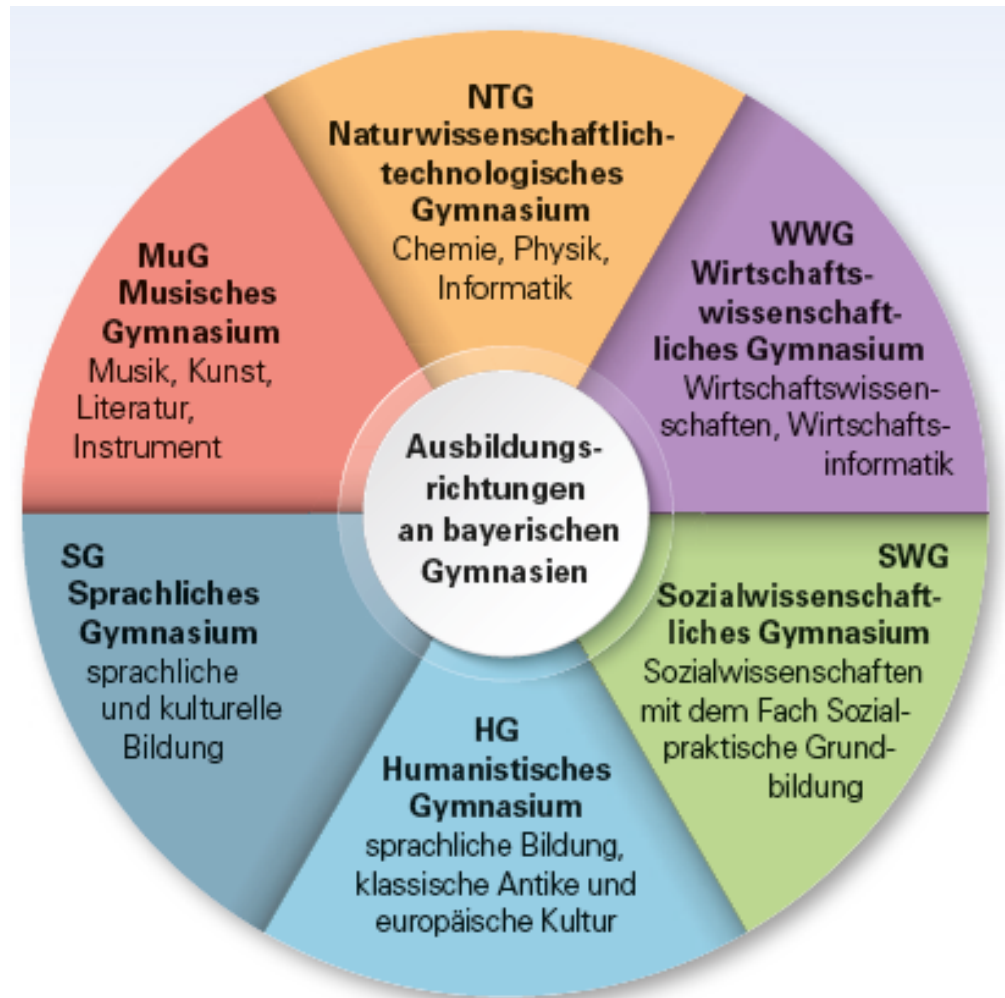 NTG
Naturwissenschaftlich-
technologisches
Gymnasium
Chemie, Physik,
Informatik
WWG
Wirtschafts-
wissenschaft-
liches Gymnasium
Wirtschaftswissen-
schaften, Wirtschafts-
informatik
SWG
Sozialwissenschaft-
liches Gymnasium
Sozialwissenschaften
mit dem Fach Sozial-
praktische Grund-
bildung
HG
Humanistisches
Gymnasium
sprachliche Bildung,
klassische Antike und
europäische Kultur
SG
Sprachliches
Gymnasium
sprachliche
und kulturelle
Bildung
MuG
Musisches
Gymnasium
Musik, Kunst,
Literatur,
Instrument
Ausbildungs-
richtungen
an bayerischen
Gymnasien